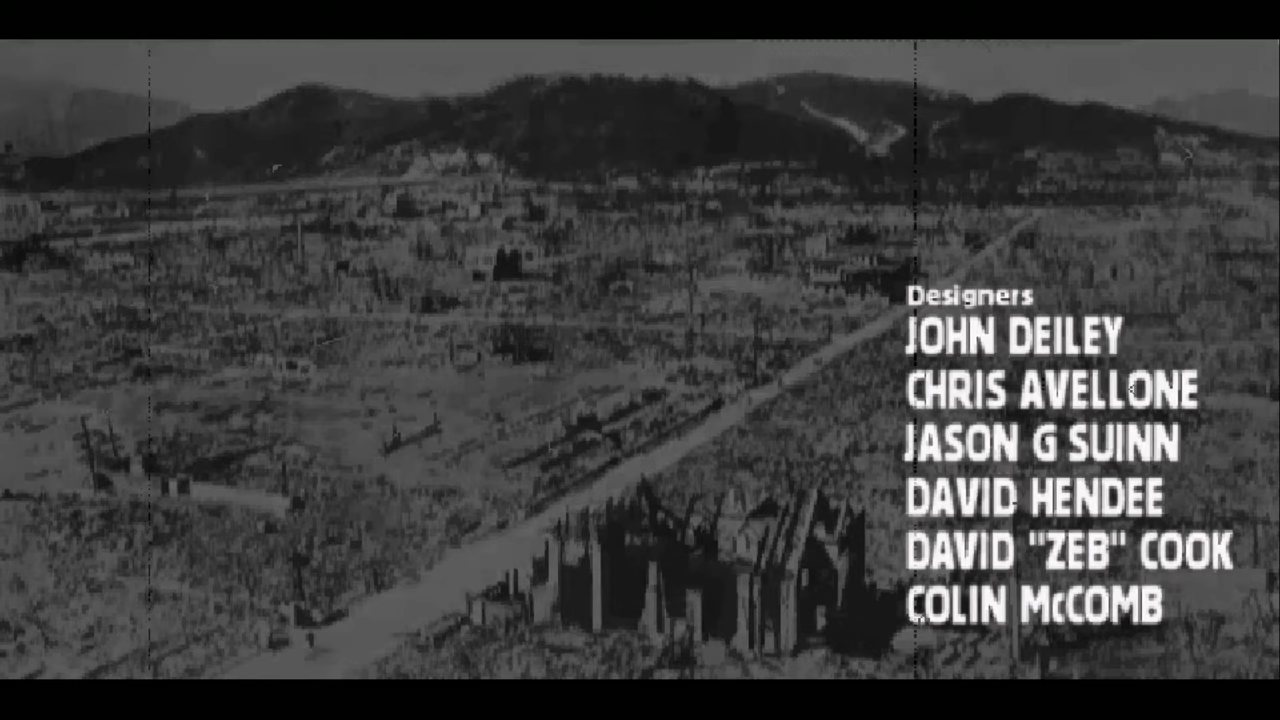 Designers
JOHN DEILEY
CHRIS AVELLONE
JASON G SUINN
DAVID HENDEE
DAVID "ZEB" COOK
COLIN McCOMB